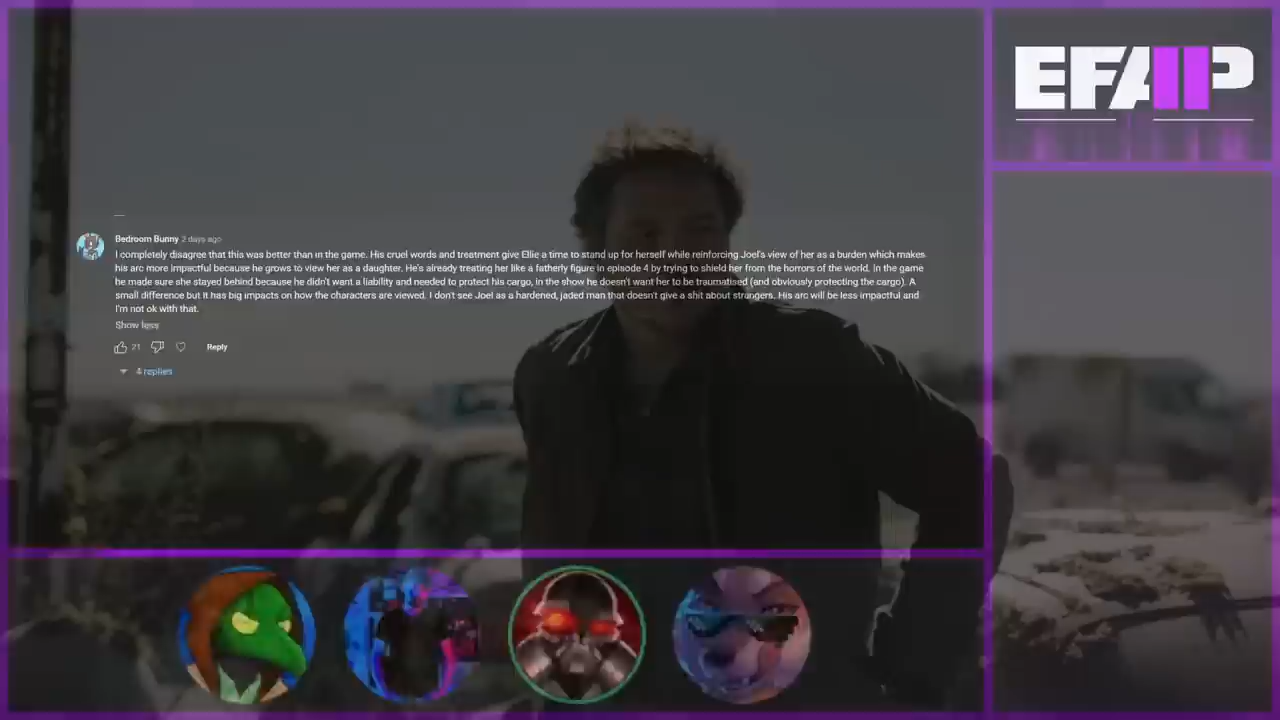 EFAP
Bedroom Bunny 2 days ago
I completely disagree that this was better than in the game. His cruel words and treatment give Ellie a time to stand up for herself while reinforcing Joel's view of her as a burden which makes
his arc more impactful because he grows to view her as a daughter. He's already treating her like a fatherly figure in episode 4 by trying to shield her from the horrors of the world. In the game
he made sure she stayed behind because he didn't want a liability and needed to protect his cargo, in the show he doesn't want her to be traumatised (and obviously protecting the cargo). A
small difference but it has big impacts on how the characters are viewed. I don't see Joel as a hardened, jaded man that doesn't give a shit about strangers. His arc will be less impactful and
I'm not ok with that.
Show less
21 Reply
4 replies